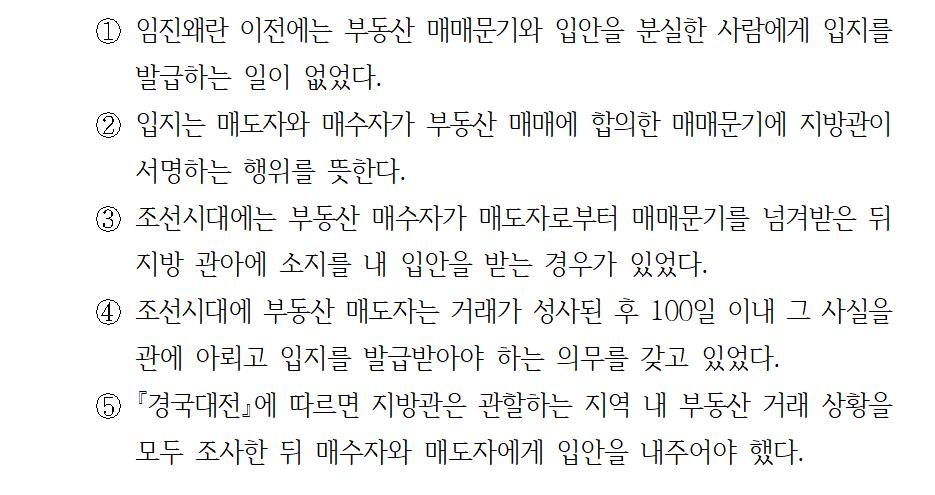 ① 임진왜란 이전에는 부동산 매매문기와 입안을 분실한 사람에게 입지를
발급하는 일이 없었다.
② 입지는 매도자와 매수자가 부동산 매매에 합의한 매매문기에 지방관이
서명하는 행위를 뜻한다.
③ 조선시대에는 부동산 매수자가 매도자로부터 매매문기를 넘겨받은 뒤
지방 관아에 소지를 내 입안을 받는 경우가 있었다.
④ 조선시대에 부동산 매도자는 거래가 성사된 후 100일 이내 그 사실을
관에 아뢰고 입지를 발급받아야 하는 의무를 갖고 있었다.
⑤ 『경국대전』에 따르면 지방관은 관할하는 지역 내 부동산 거래 상황을
모두 조사한 뒤 매수자와 매도자에게 입안을 내주어야 했다.